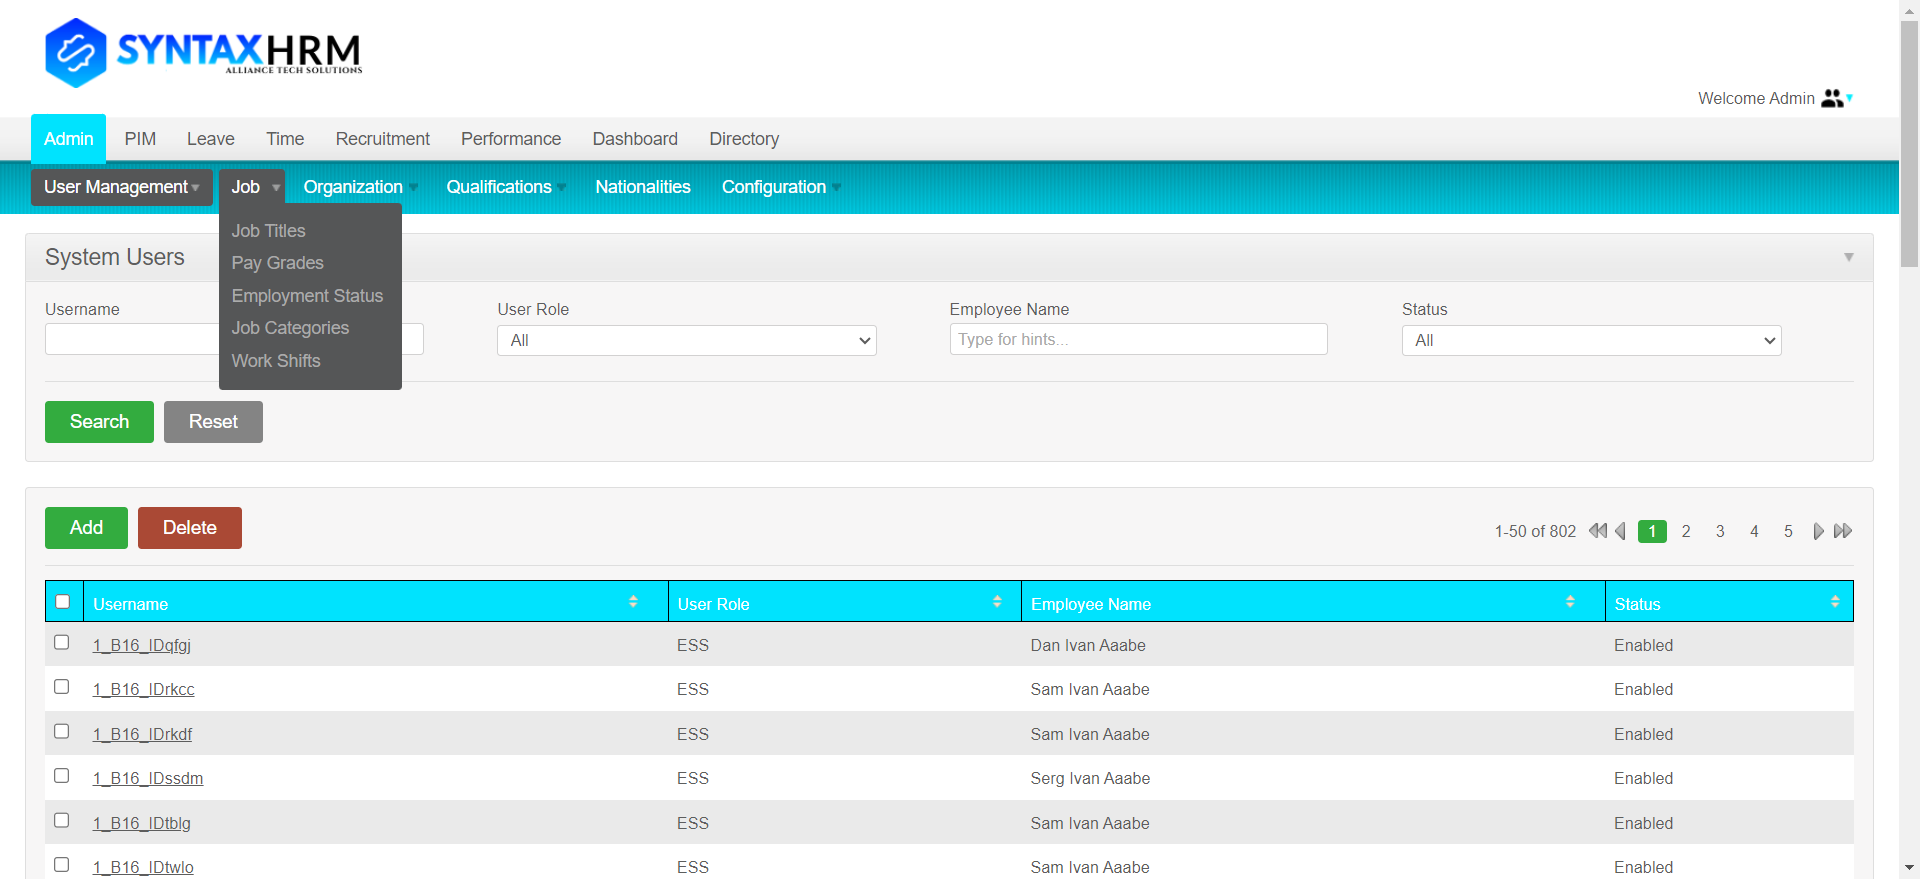 SYNTAXHRM
ALLIANCE TECH SOLUTIONS
Welcome Admin
Admin PIM Leave Time Recruitment Performance Dashboard Directory
User Management Job Organization Qualifications Nationalities Configuration
Job Titles
Pay Grades
Employment Status
Job Categories
Work Shifts
System Users
Username User Role Employee Name Status
All Type for hints... All
Search Reset
Add Delete 1-50 of 802 1 2 3 4 5
Username User Role Employee Name Status
1_B16_IDqfgj ESS Dan Ivan Aaabe Enabled
1_B16_IDrkcc ESS Sam Ivan Aaabe Enabled
1_B16_IDrkdf ESS Sam Ivan Aaabe Enabled
1_B16_IDssdm ESS Serg Ivan Aaabe Enabled
1_B16_IDtblg ESS Sam Ivan Aaabe Enabled
1_B16_IDtwlo ESS Sam Ivan Aaabe Enabled